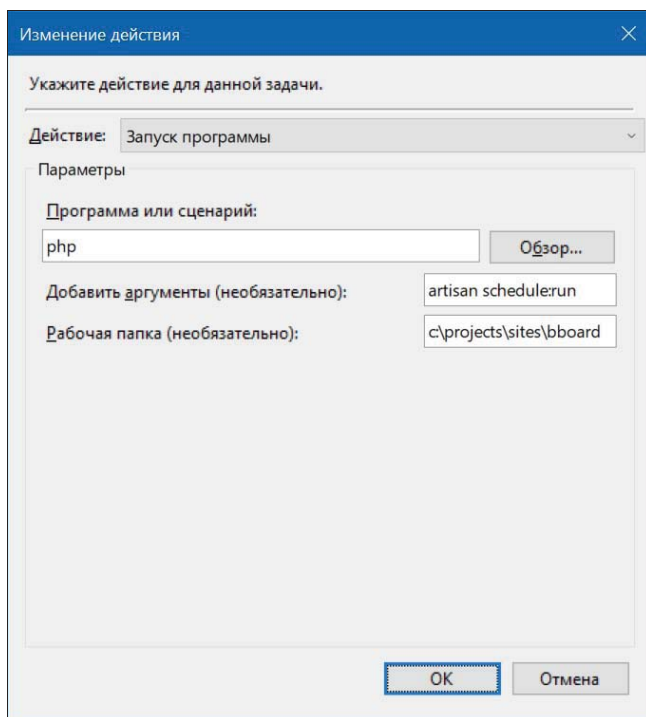 Изменение действия
Укажите действие для данной задачи.
Действие: Запуск программы
Параметры
Программа или сценарий:
php Обзор...
Добавить аргументы (необязательно): artisan schedule:run
Рабочая папка (необязательно): c:\projects\sites\bboard
ОК Отмена